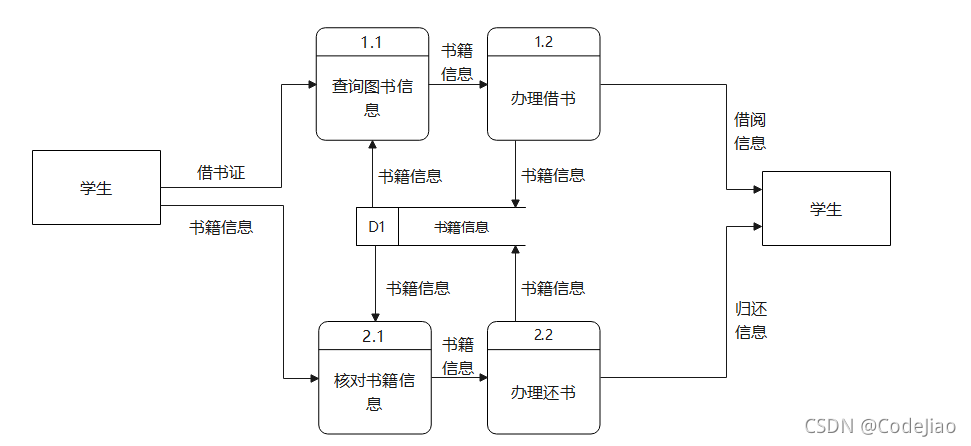 1.1
查询图书信
息
书籍
信息
1.2
办理借书
借阅
信息
学生
借书证
书籍信息
书籍信息
书籍信息
D1
书籍信息
学生
书籍信息
书籍信息
归还
信息
2.1
核对书籍信
息
书籍
信息
2.2
办理还书
CSDN @CodeJiao